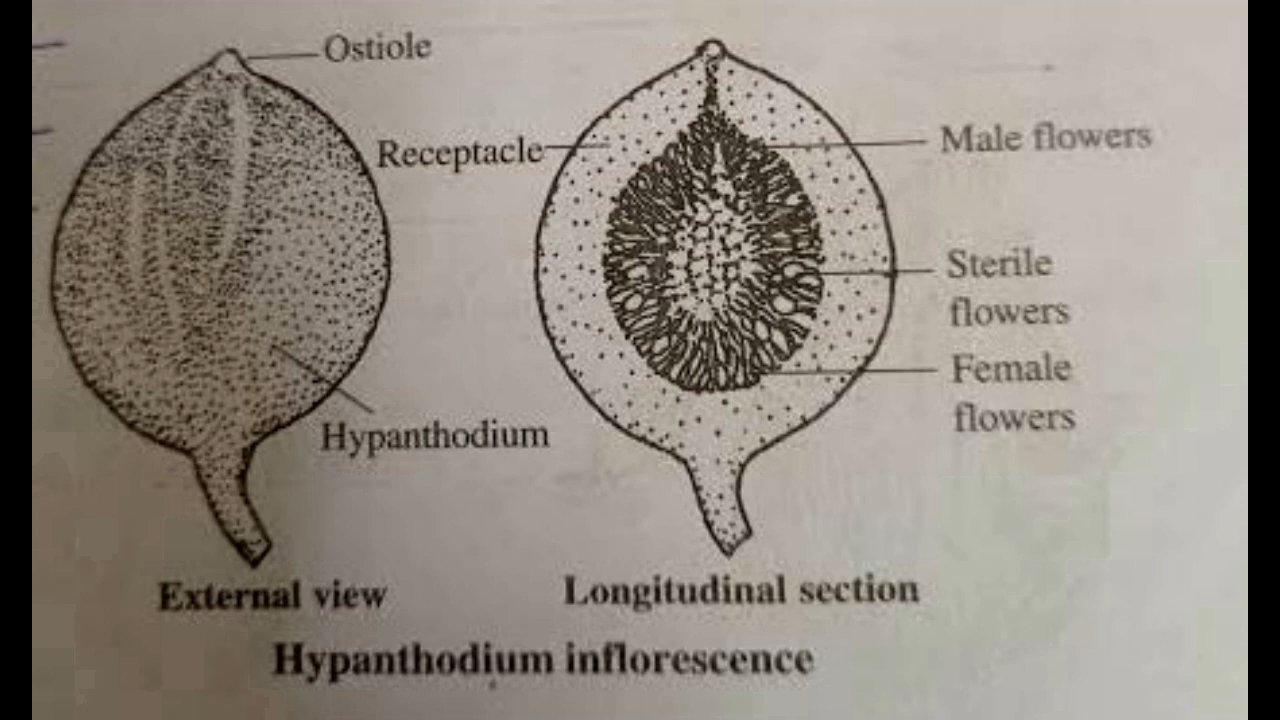 Ostiole
Receptacle
Male flowers
Sterile
flowers
Female
flowers
Hypanthodium
External view
Longitudinal section
Hypanthodium inflorescence